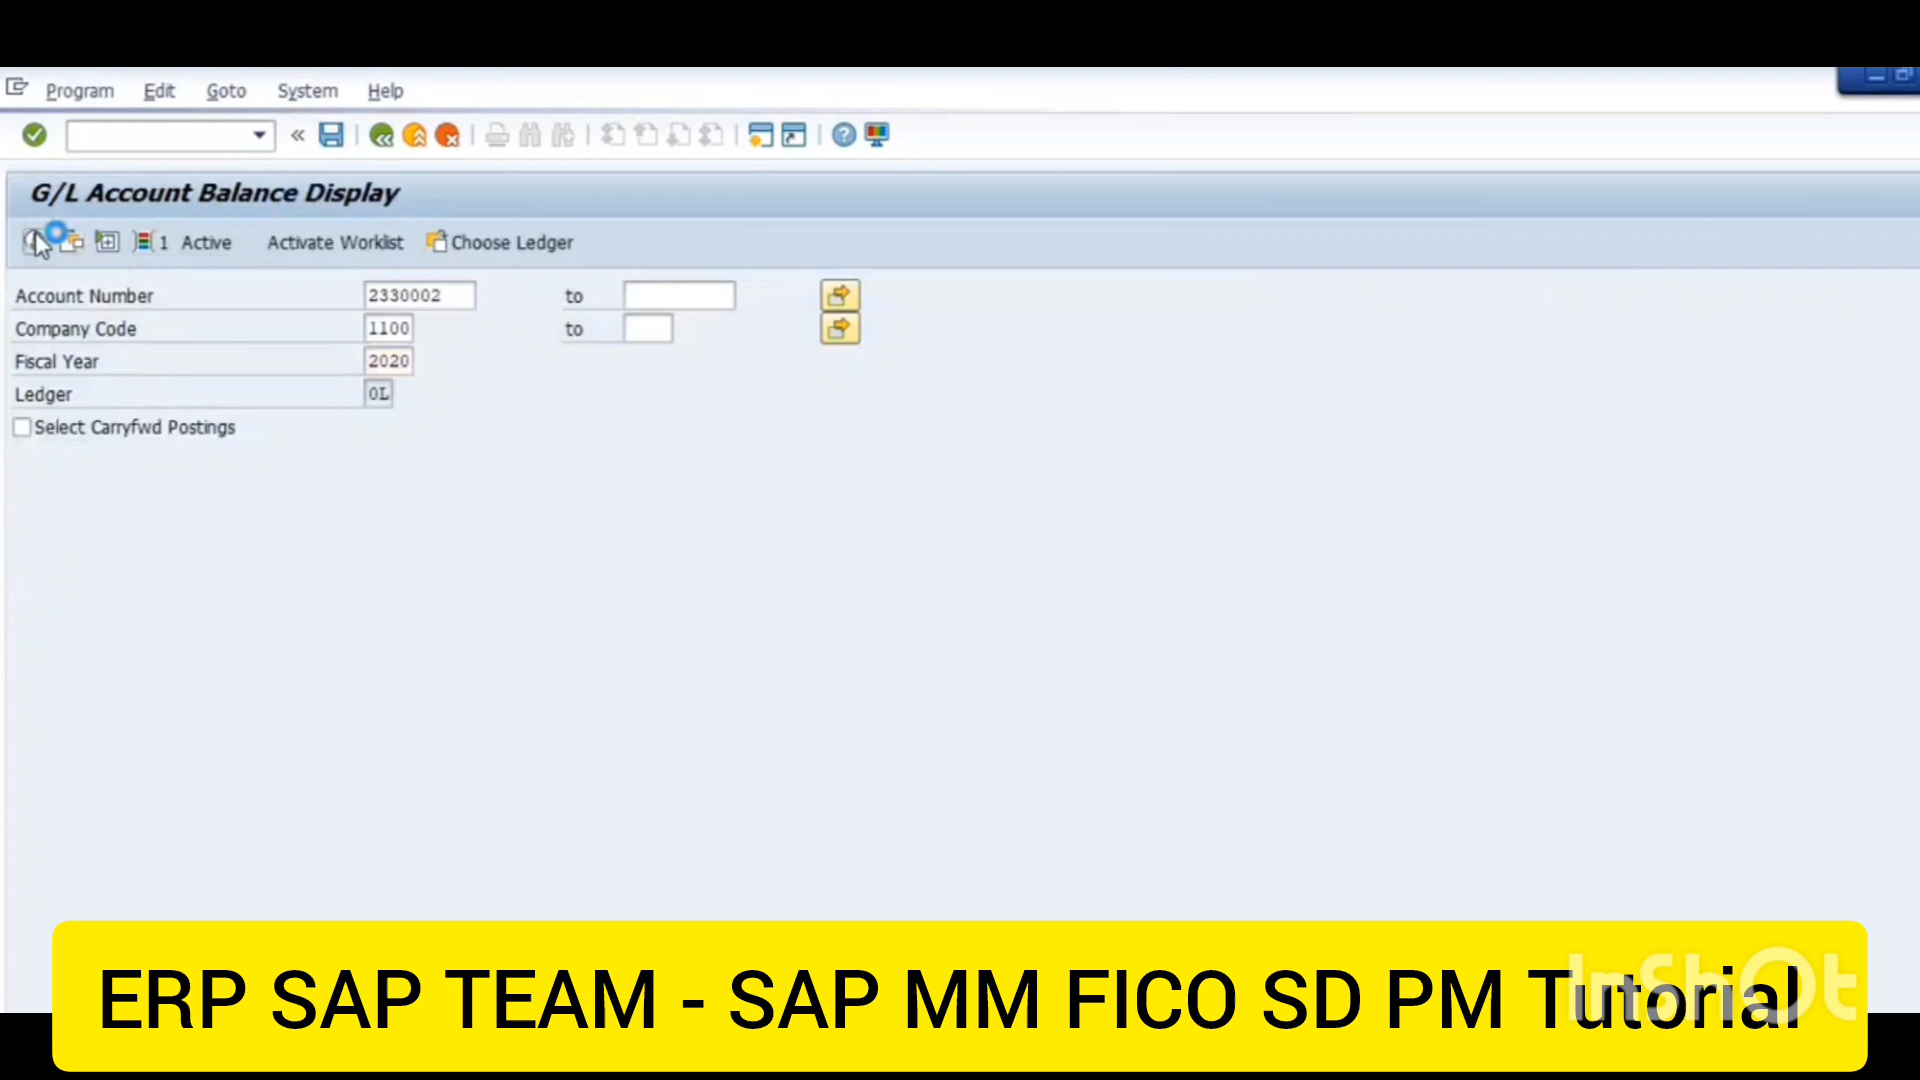 Program Edit Goto System Help
G/L Account Balance Display
1 Active Activate Worklist Choose Ledger
Account Number 2330002 to
Company Code 1100 to
Fiscal Year 2020
Ledger 0L
Select Carryfwd Postings
ERP SAP TEAM - SAP MM FICO SD PM Tutorial
InShOt